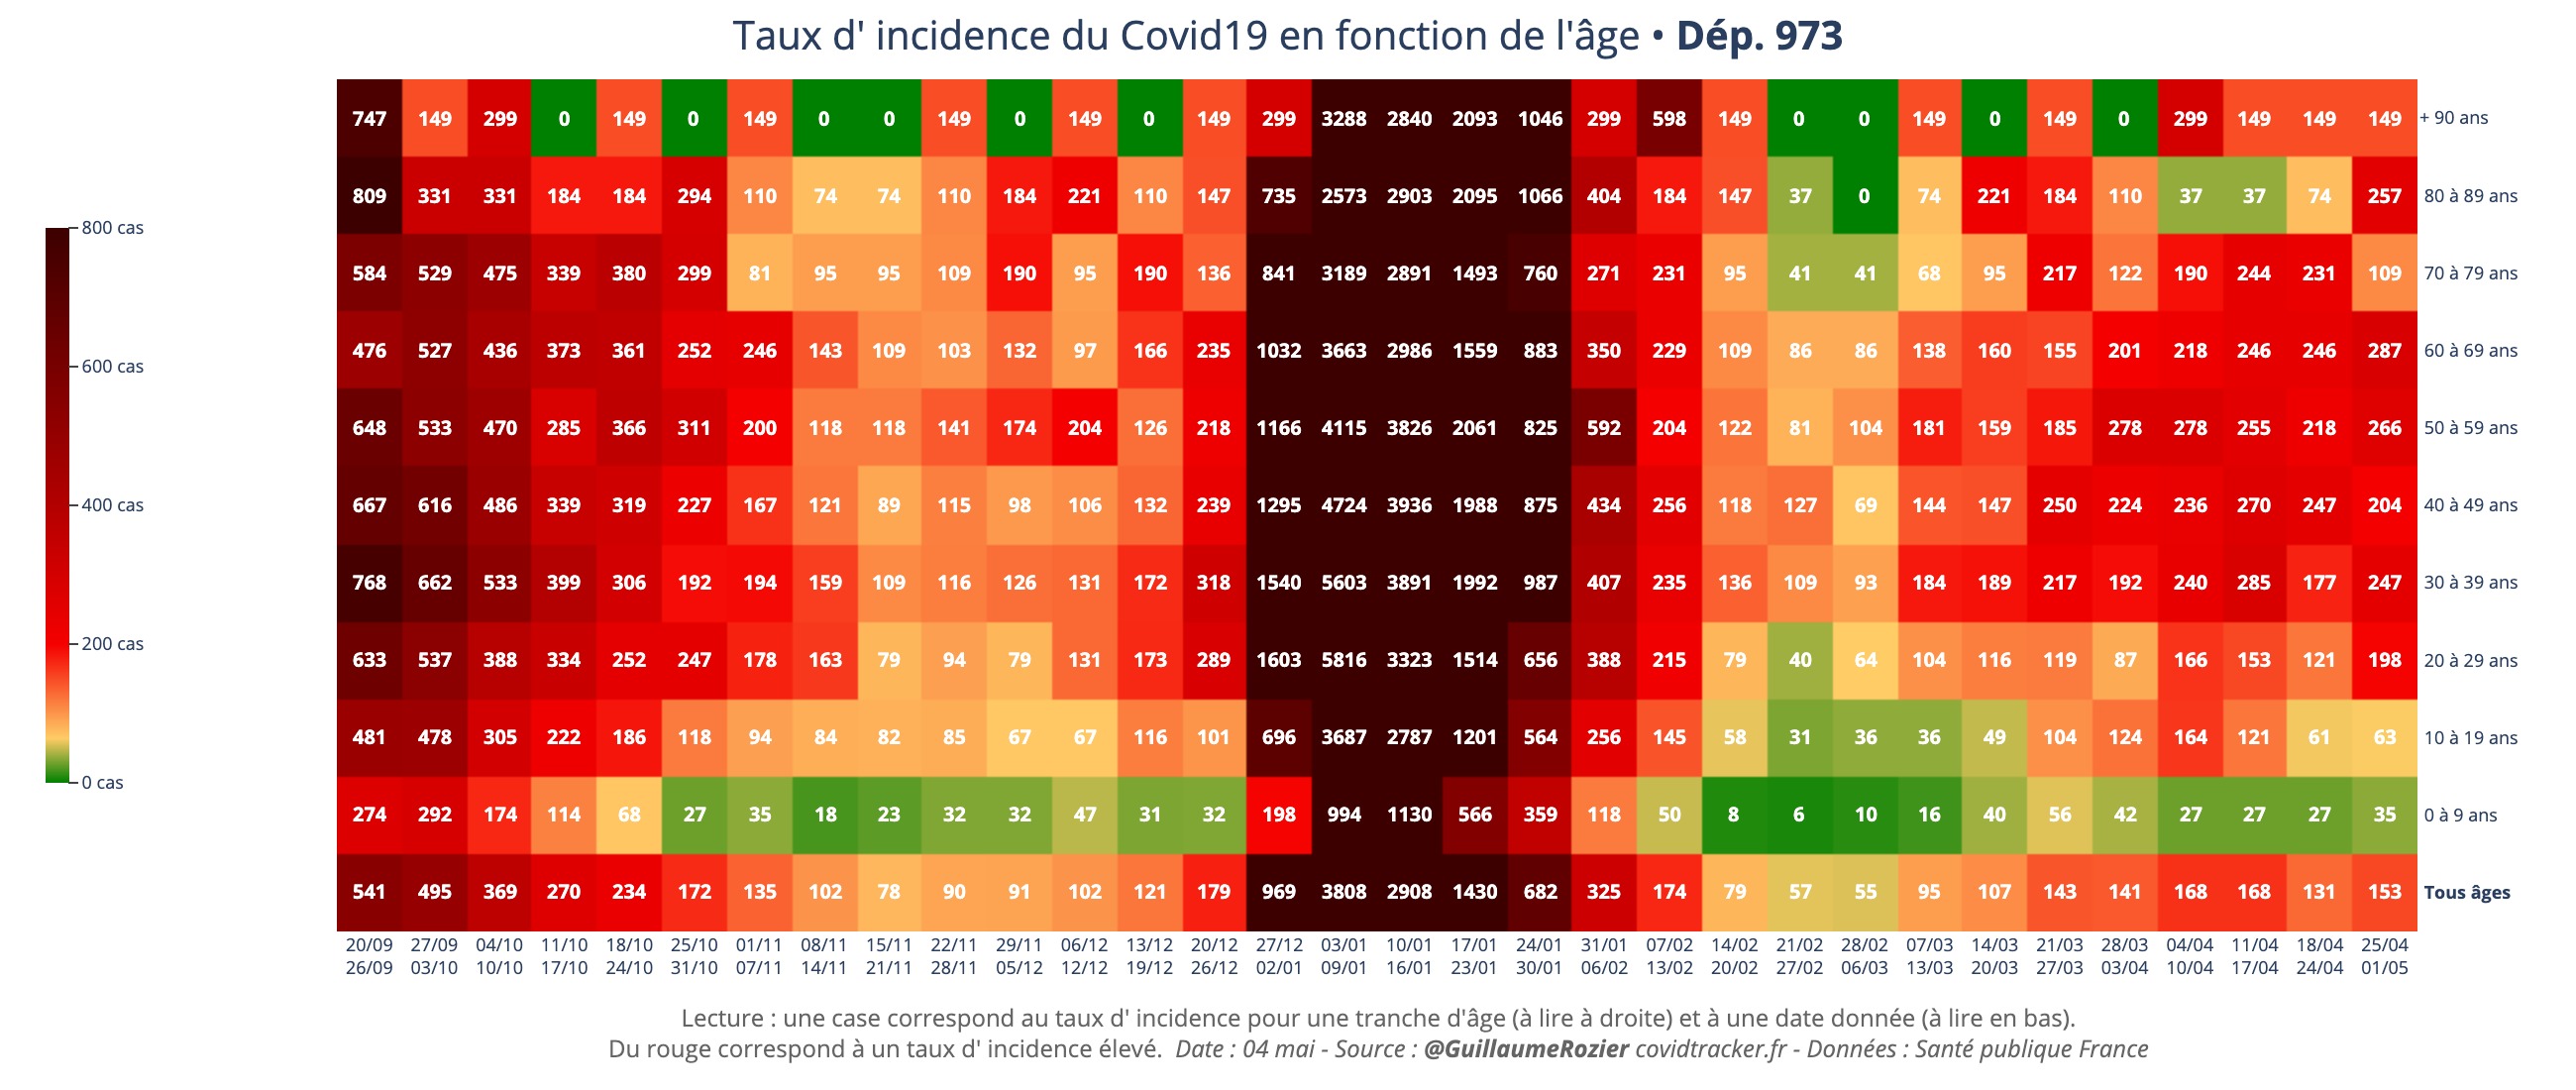 Taux d' incidence du Covid19 en fonction de l'âge • Dép. 973
747 149 299 0 149 0 149 0 0 149 0 149 0 149 299 3288 2840 2093 1046 299 598 149 0 0 149 0 149 0 299 149 149 149 + 90 ans
809 331 331 184 184 294 110 74 74 110 184 221 110 147 735 2573 2903 2095 1066 404 184 147 37 0 74 221 184 110 37 37 74 257 80 à 89 ans
800 cas
584 529 475 339 380 299 81 95 95 109 190 95 190 136 841 3189 2891 1493 760 271 231 95 41 41 68 95 217 122 190 244 231 109 70 à 79 ans
476 527 436 373 361 252 246 143 109 103 132 97 166 235 1032 3663 2986 1559 883 350 229 109 86 86 138 160 155 201 218 246 246 287 60 à 69 ans
600 cas
648 533 470 285 366 311 200 118 118 141 174 204 126 218 1166 4115 3826 2061 825 592 204 122 81 104 181 159 185 278 278 255 218 266 50 à 59 ans
400 cas
667 616 486 339 319 227 167 121 89 115 98 106 132 239 1295 4724 3936 1988 875 434 256 118 127 69 144 147 250 224 236 270 247 204 40 à 49 ans
768 662 533 399 306 192 194 159 109 116 126 131 172 318 1540 5603 3891 1992 987 407 235 136 109 93 184 189 217 192 240 285 177 247 30 à 39 ans
200 cas
633 537 388 334 252 247 178 163 79 94 79 131 173 289 1603 5816 3323 1514 656 388 215 79 40 64 104 116 119 87 166 153 121 198 20 à 29 ans
481 478 305 222 186 118 94 84 82 85 67 67 116 101 696 3687 2787 1201 564 256 145 58 31 36 36 49 104 124 164 121 61 63 10 à 19 ans
0 cas
274 292 174 114 68 27 35 18 23 32 32 47 31 32 198 994 1130 566 359 118 50 8 6 10 16 40 56 42 27 27 27 35 0 à 9 ans
541 495 369 270 234 172 135 102 78 90 91 102 121 179 969 3808 2908 1430 682 325 174 79 57 55 95 107 143 141 168 168 131 153 Tous âges
20/09 27/09 04/10 11/10 18/10 25/10 01/11 08/11 15/11 22/11 29/11 06/12 13/12 20/12 27/12 03/01 10/01 17/01 24/01 31/01 07/02 14/02 21/02 28/02 07/03 14/03 21/03 28/03 04/04 11/04 18/04 25/04
26/09 03/10 10/10 17/10 24/10 31/10 07/11 14/11 21/11 28/11 05/12 12/12 19/12 26/12 02/01 09/01 16/01 23/01 30/01 06/02 13/02 20/02 27/02 06/03 13/03 20/03 27/03 03/04 10/04 17/04 24/04 01/05
Lecture : une case correspond au taux d' incidence pour une tranche d'âge (à lire à droite) et à une date donnée (à lire en bas).
Du rouge correspond à un taux d' incidence élevé. Date : 04 mai - Source : @GuillaumeRozier covidtracker.fr - Données : Santé publique France